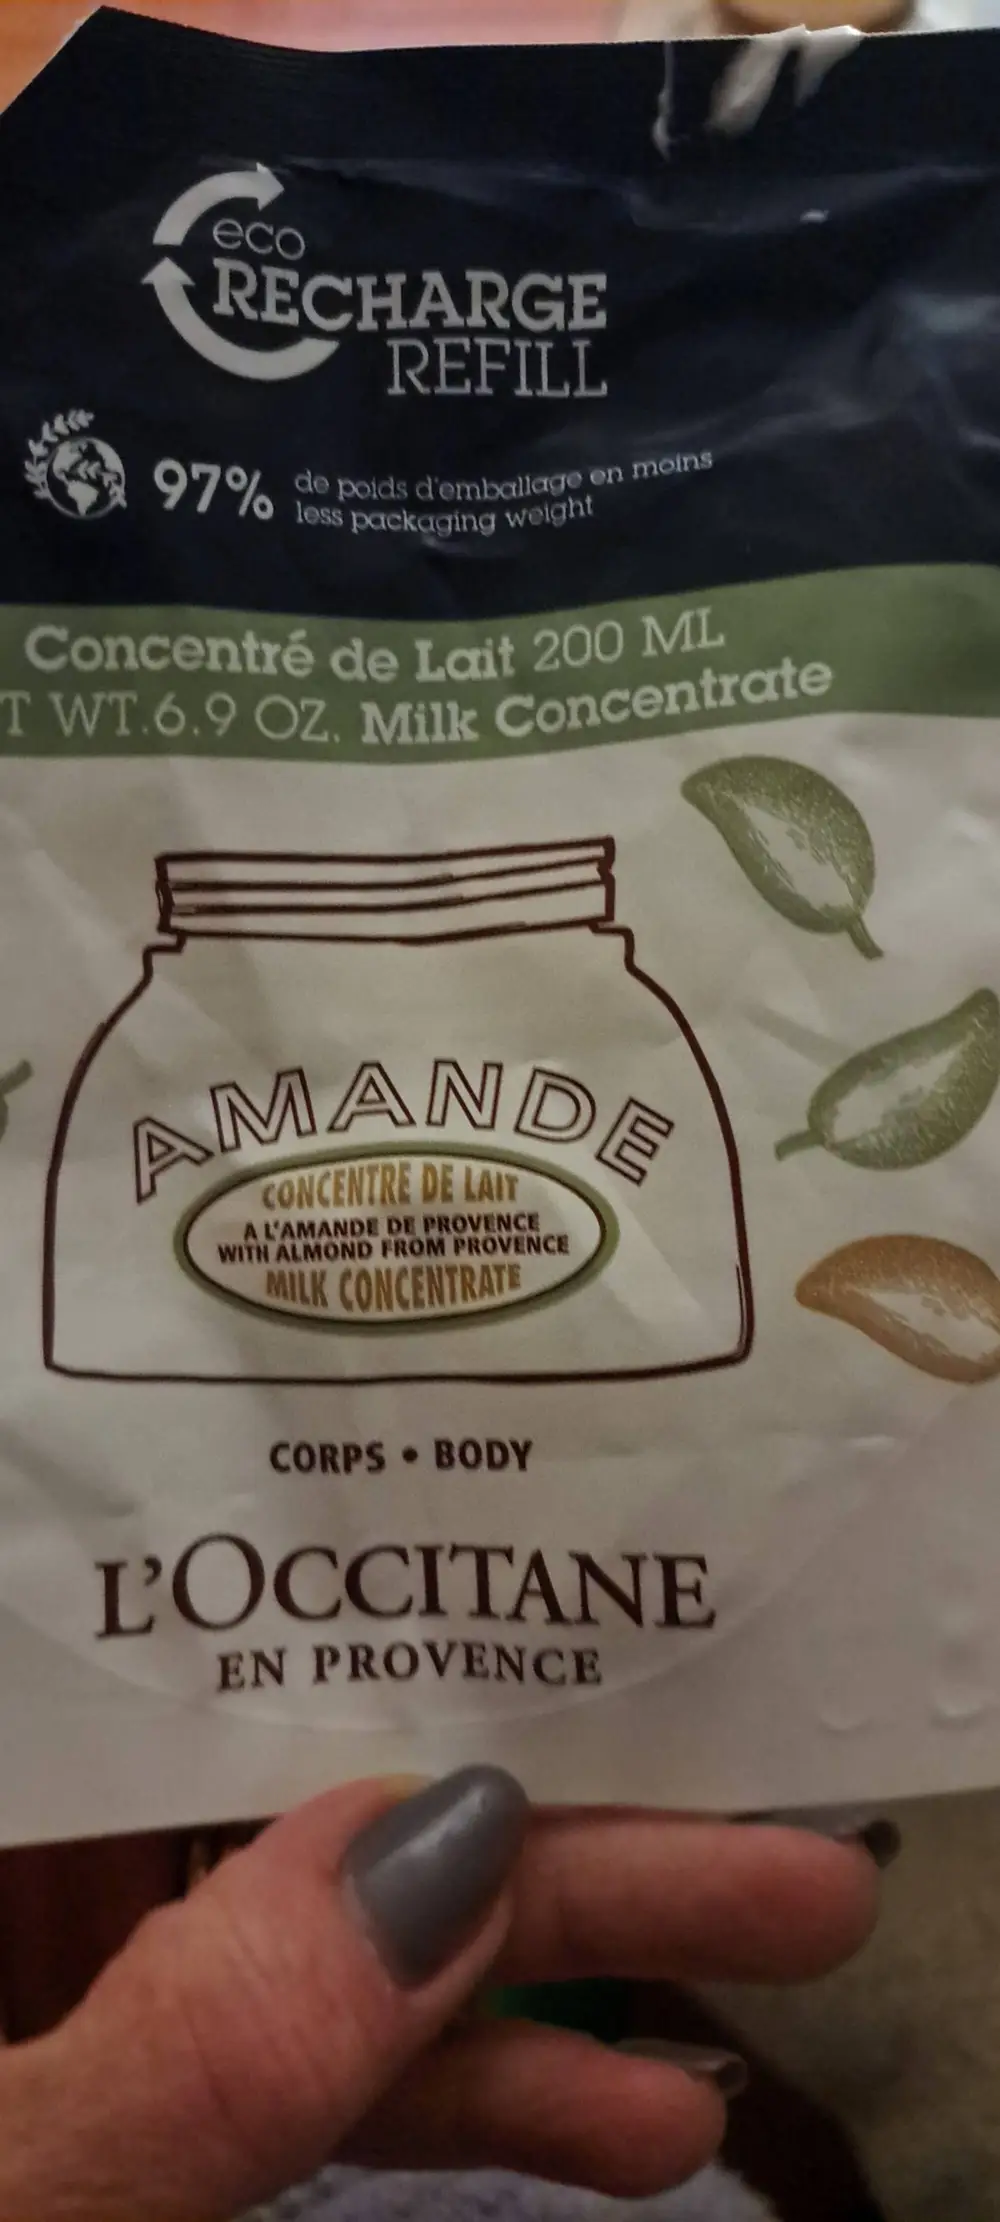 eco
RECHARGE
REFILL
97% de poids d'emballage en moins
less packaging weight
Concentré de Lait 200 ML
T WT.6.9 OZ. Milk Concentrate
AMANDE
CONCENTRÉ DE LAIT
A L'AMANDE DE PROVENCE
WITH ALMOND FROM PROVENCE
MILK CONCENTRATE
CORPS • BODY
L'OCCITANE
EN PROVENCE